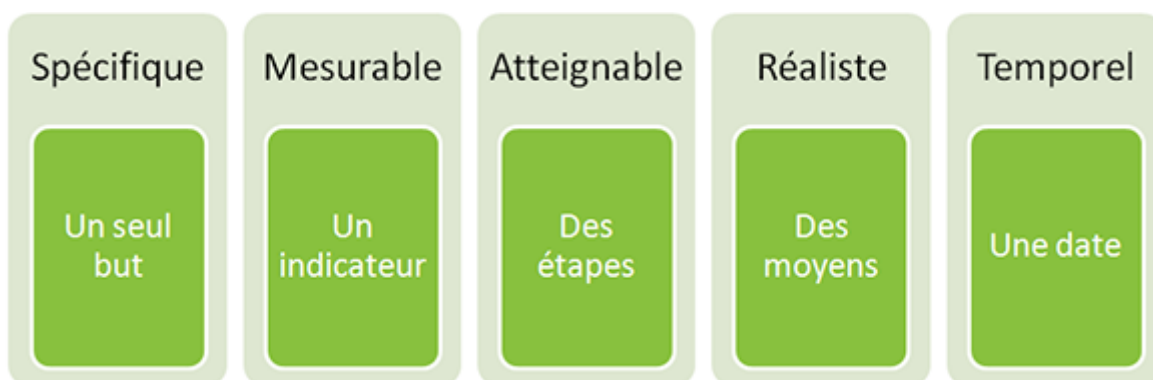 Spécifique
Mesurable
Atteignable
Réaliste
Temporel
Un seul
but
Un
indicateur
Des
étapes
Des
moyens
Une date